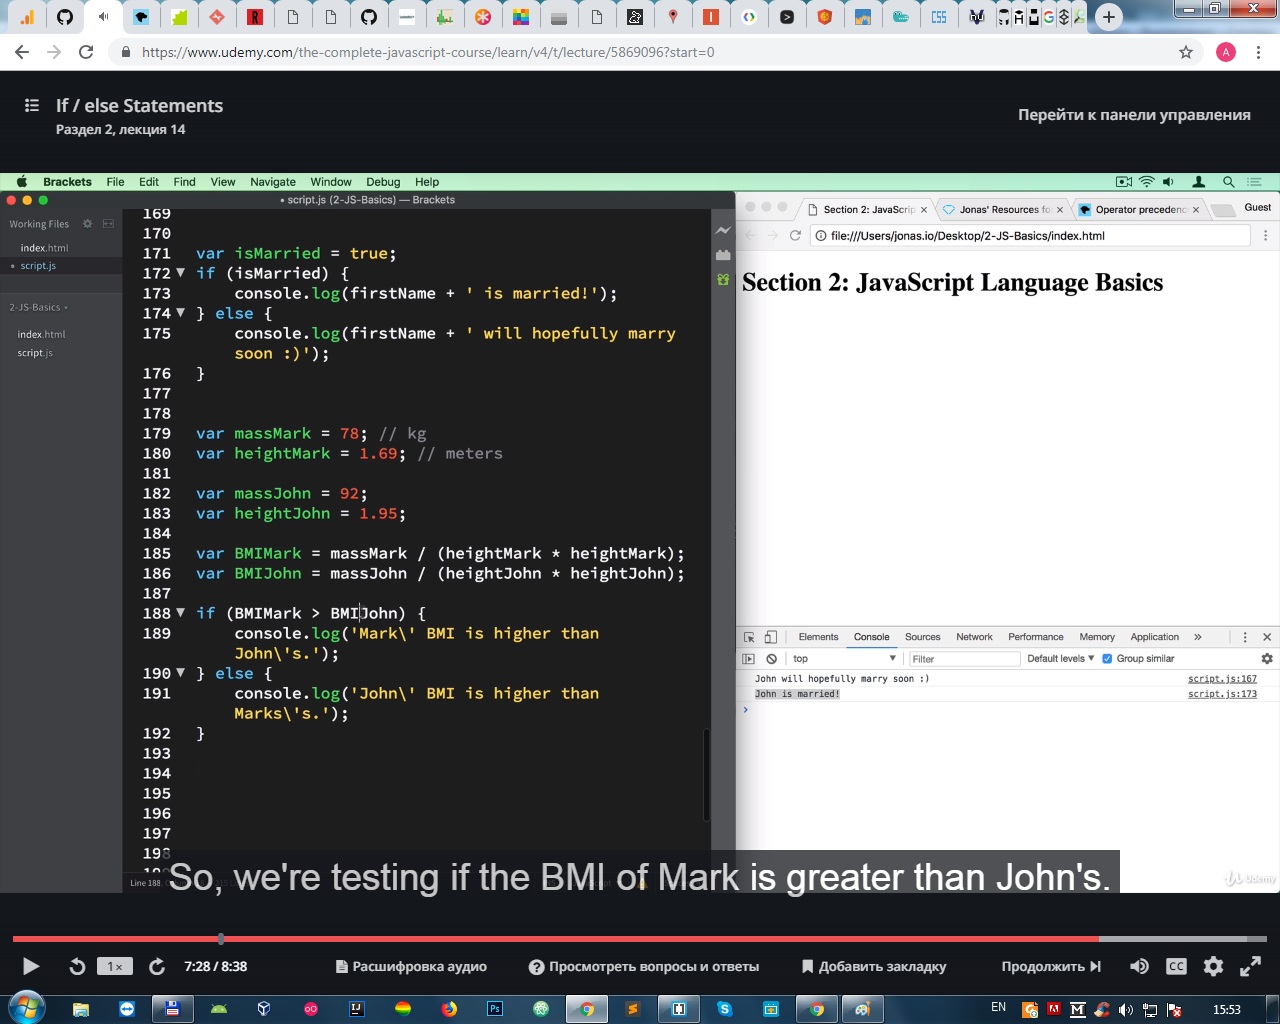 https://www.udemy.com/the-complete-javascript-course/learn/v4/t/lecture/5869096?start=0
A
If / else Statements
Раздел 2, лекция 14
Перейти к панели управления
Brackets File Edit Find View Navigate Window Debug Help
• script.js (2-JS-Basics) — Brackets
Working Files
index.html
• script.js
2-JS-Basics
index.html
script.js
169
170
171 var isMarried = true;
172 if (isMarried) {
173 console.log(firstName + ' is married!');
174 } else {
175 console.log(firstName + ' will hopefully marry
soon :)');
176 }
177
178
179 var massMark = 78; // kg
180 var heightMark = 1.69; // meters
181
182 var massJohn = 92;
183 var heightJohn = 1.95;
184
185 var BMIMark = massMark / (heightMark * heightMark);
186 var BMIJohn = massJohn / (heightJohn * heightJohn);
187
188 if (BMIMark > BMIJohn) {
189 console.log('Mark\' BMI is higher than
John\'s.');
190 } else {
191 console.log('John\' BMI is higher than
Marks\'s.');
192 }
193
194
195
196
197
198
Line 188,
Section 2: JavaScrip
Jonas' Resources fo
Operator precedenc
Guest
file:///Users/jonas.io/Desktop/2-JS-Basics/index.html
Section 2: JavaScript Language Basics
Elements Console Sources Network Performance Memory Application »
top Filter Default levels Group similar
John will hopefully marry soon :) script.js:167
John is married! script.js:173
So, we're testing if the BMI of Mark is greater than John's.
Udemy
1× 7:28 / 8:38 Расшифровка аудио Просмотреть вопросы и ответы Добавить закладку Продолжить CC
EN 15:53